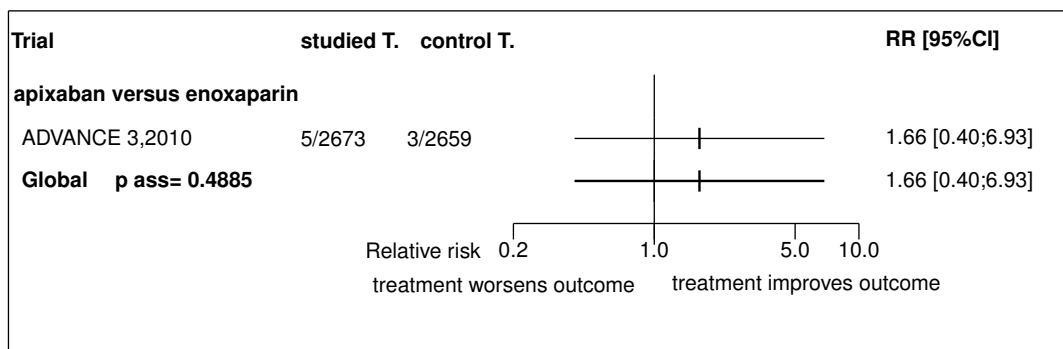 Trial studied T. control T. RR [95%CI]
apixaban versus enoxaparin
ADVANCE 3,2010 5/2673 3/2659 1.66 [0.40;6.93]
Global p ass= 0.4885 1.66 [0.40;6.93]
Relative risk 0.2 1.0 5.0 10.0
treatment worsens outcome treatment improves outcome